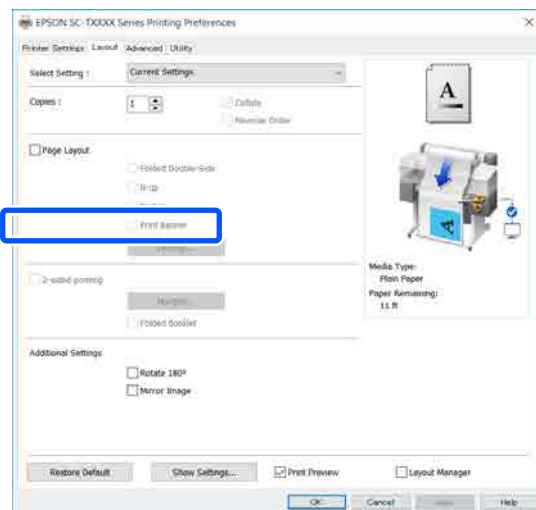 EPSON SC-TXXXX Series Printing Preferences
Printer Settings Layout Advanced Utility
Select Setting : Current Settings
Copies : 1 Collate
Reverse Order
Page Layout
Folded Double-Side
N-up
Poster
Print Banner
Settings...
2-sided printing
Margins...
Folded Booklet
Media Type:
Plain Paper
Paper Remaining:
11 ft
Additional Settings
Rotate 180°
Mirror Image
Restore Default Show Settings... Print Preview Layout Manager
OK Cancel Apply Help
A
A